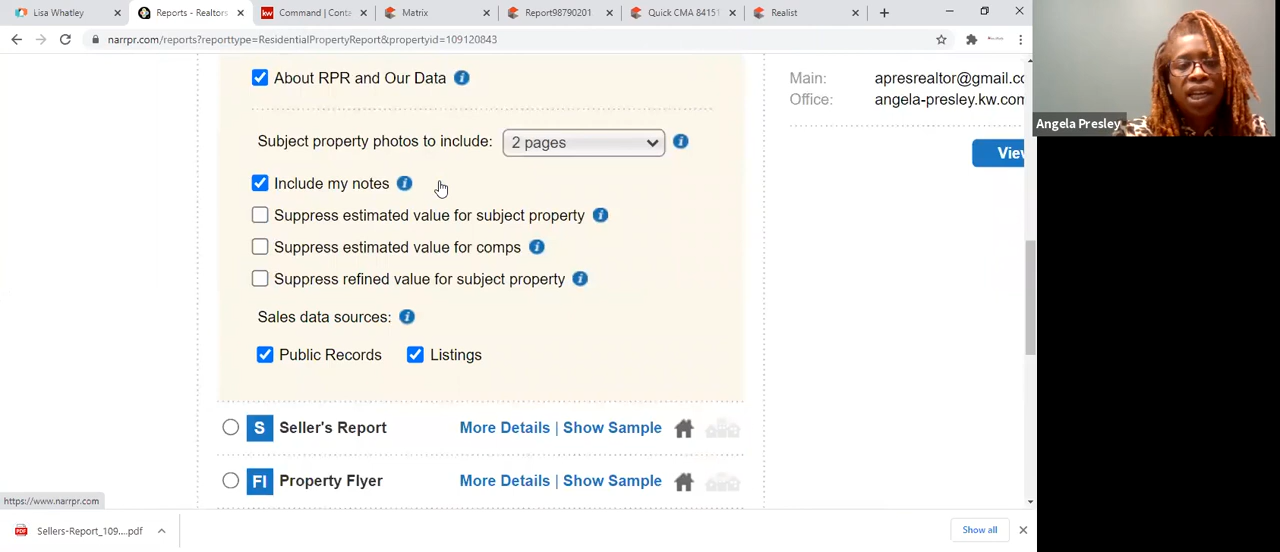 Lisa Whatley
Reports - Realtors
kw Command | Conta
Matrix
Report98790201
Quick CMA 84151
Realist
narrpr.com/reports?reporttype=ResidentialPropertyReport&propertyid=109120843
About RPR and Our Data
Main: apresrealtor@gmail.co
Office: angela-presley.kw.com
View
Subject property photos to include: 2 pages
Include my notes
Suppress estimated value for subject property
Suppress estimated value for comps
Suppress refined value for subject property
Sales data sources:
Public Records Listings
S Seller's Report More Details | Show Sample
FI Property Flyer More Details | Show Sample
https://www.narrpr.com
PDF Sellers-Report_109....pdf
Show all
Angela Presley